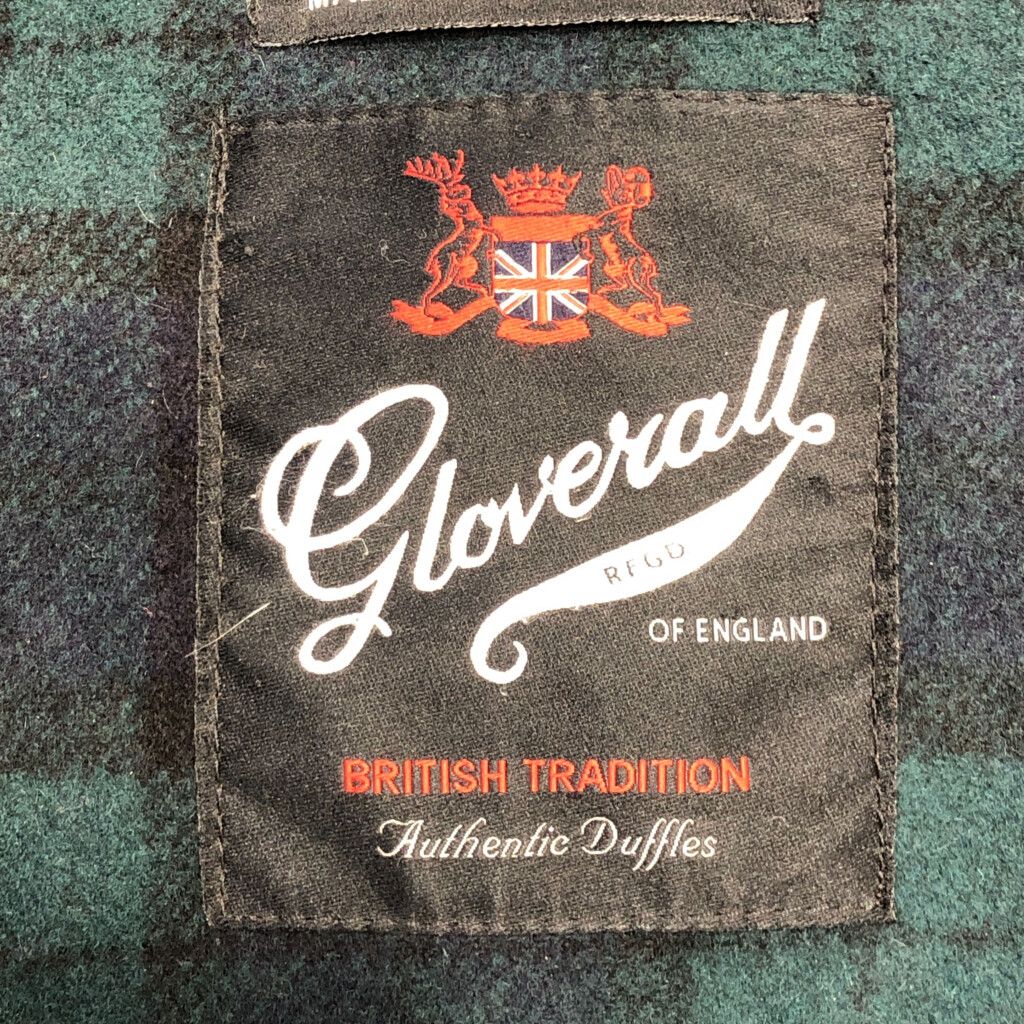 Gloverall
REGD
OF ENGLAND
BRITISH TRADITION
Authentic Duffles